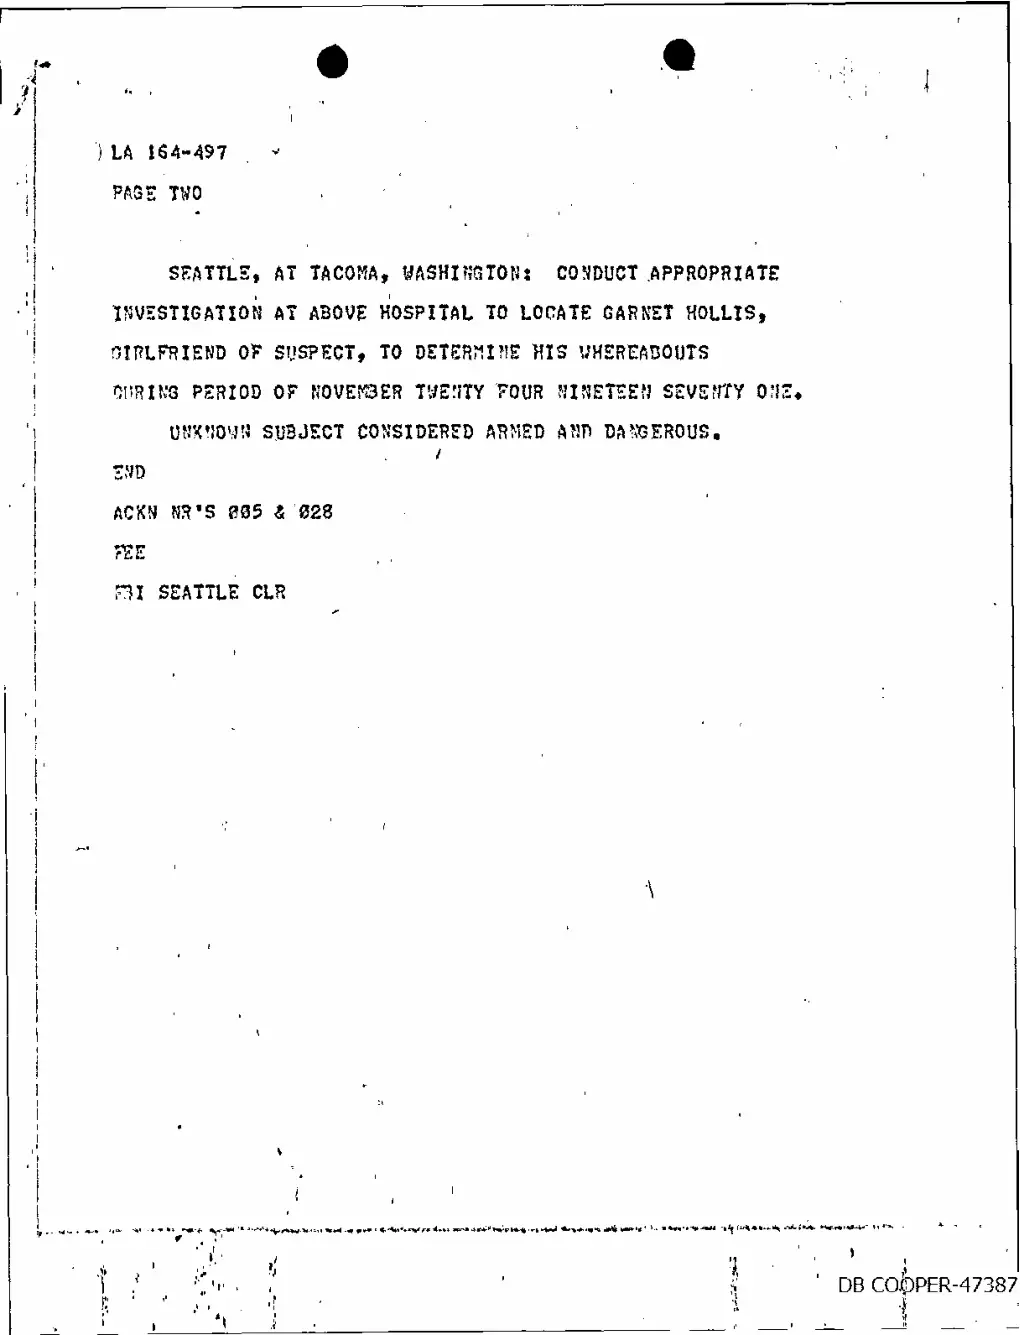 LA 164-497
PAGE TWO
SEATTLE, AT TACOMA, WASHINGTON: CONDUCT APPROPRIATE
INVESTIGATION AT ABOVE HOSPITAL TO LOCATE GARNET HOLLIS,
GIRLFRIEND OF SUSPECT, TO DETERMINE HIS WHEREABOUTS
DURING PERIOD OF NOVEMBER TWENTY FOUR NINETEEN SEVENTY ONE.
UNKNOWN SUBJECT CONSIDERED ARMED AND DANGEROUS.
END
ACKN NR'S 005 & 028
FBI SEATTLE CLR
DB COOPER-47387